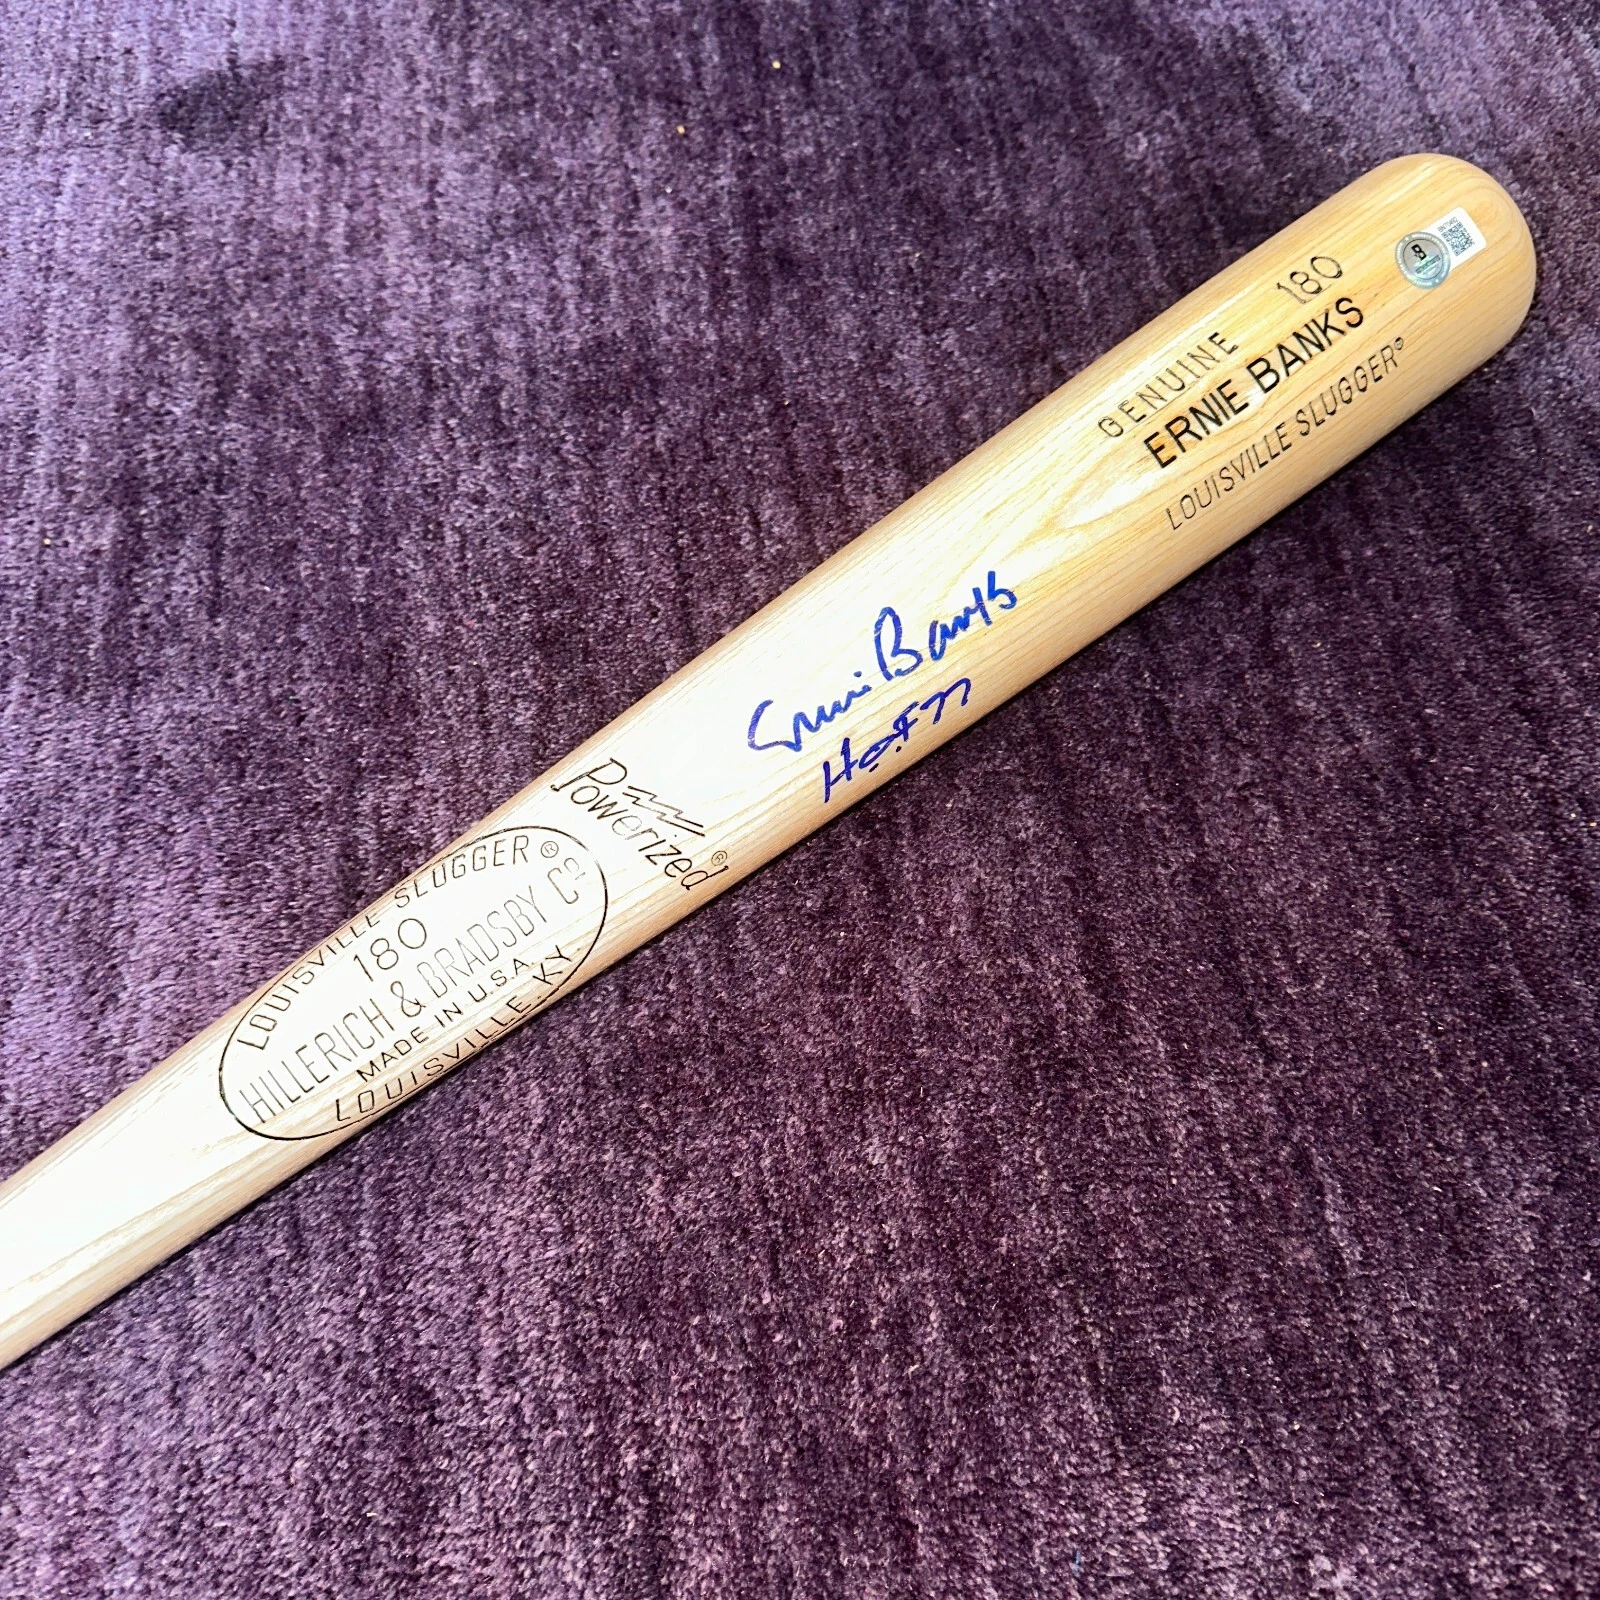 GENUINE 180
ERNIE BANKS
LOUISVILLE SLUGGER®
Ernie Banks
H.O.F 77
Powerized®
LOUISVILLE SLUGGER®
180
HILLERICH & BRADSBY Cº
MADE IN U.S.A.
LOUISVILLE, KY.
B